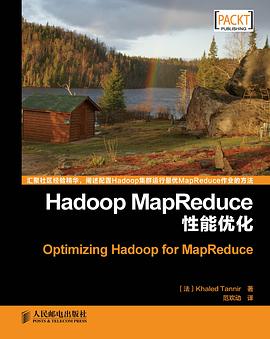 PACKT
PUBLISHING
汇聚社区经验精华，阐述配置Hadoop集群运行最优MapReduce作业的方法
Hadoop MapReduce
性能优化
Optimizing Hadoop for MapReduce
［法］Khaled Tannir 著
范欢动 译
人民邮电出版社
POSTS & TELECOM PRESS